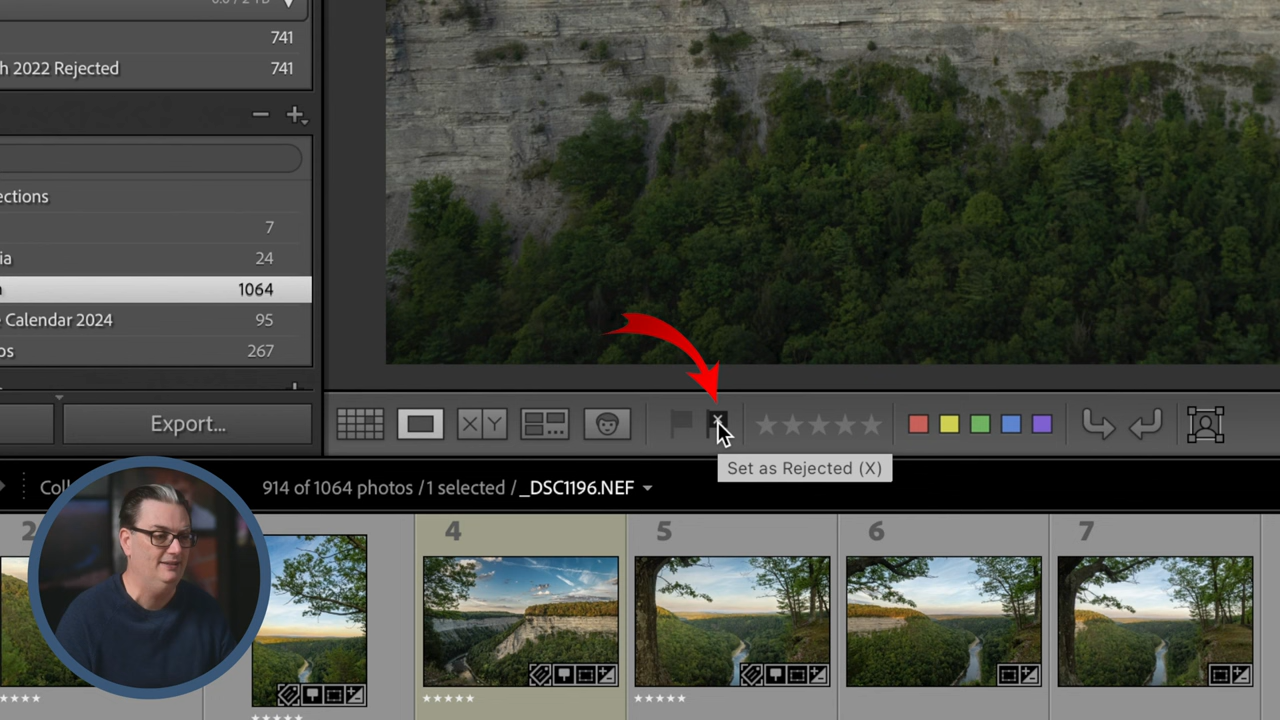 741
h 2022 Rejected 741
ections
7
ia 24
1064
Calendar 2024 95
os 267
Export...
X Y
Set as Rejected (X)
Coll
914 of 1064 photos / 1 selected / _DSC1196.NEF
2 4 5 6 7